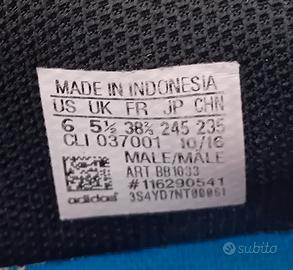 MADE IN INDONESIA
US UK FR JP CHN
6 5½ 38⅔ 245 235
CLI 037001 10/16
MALE/MÂLE
ART BB1033
#116290541
adidas 3S4YD7NT00061
subito